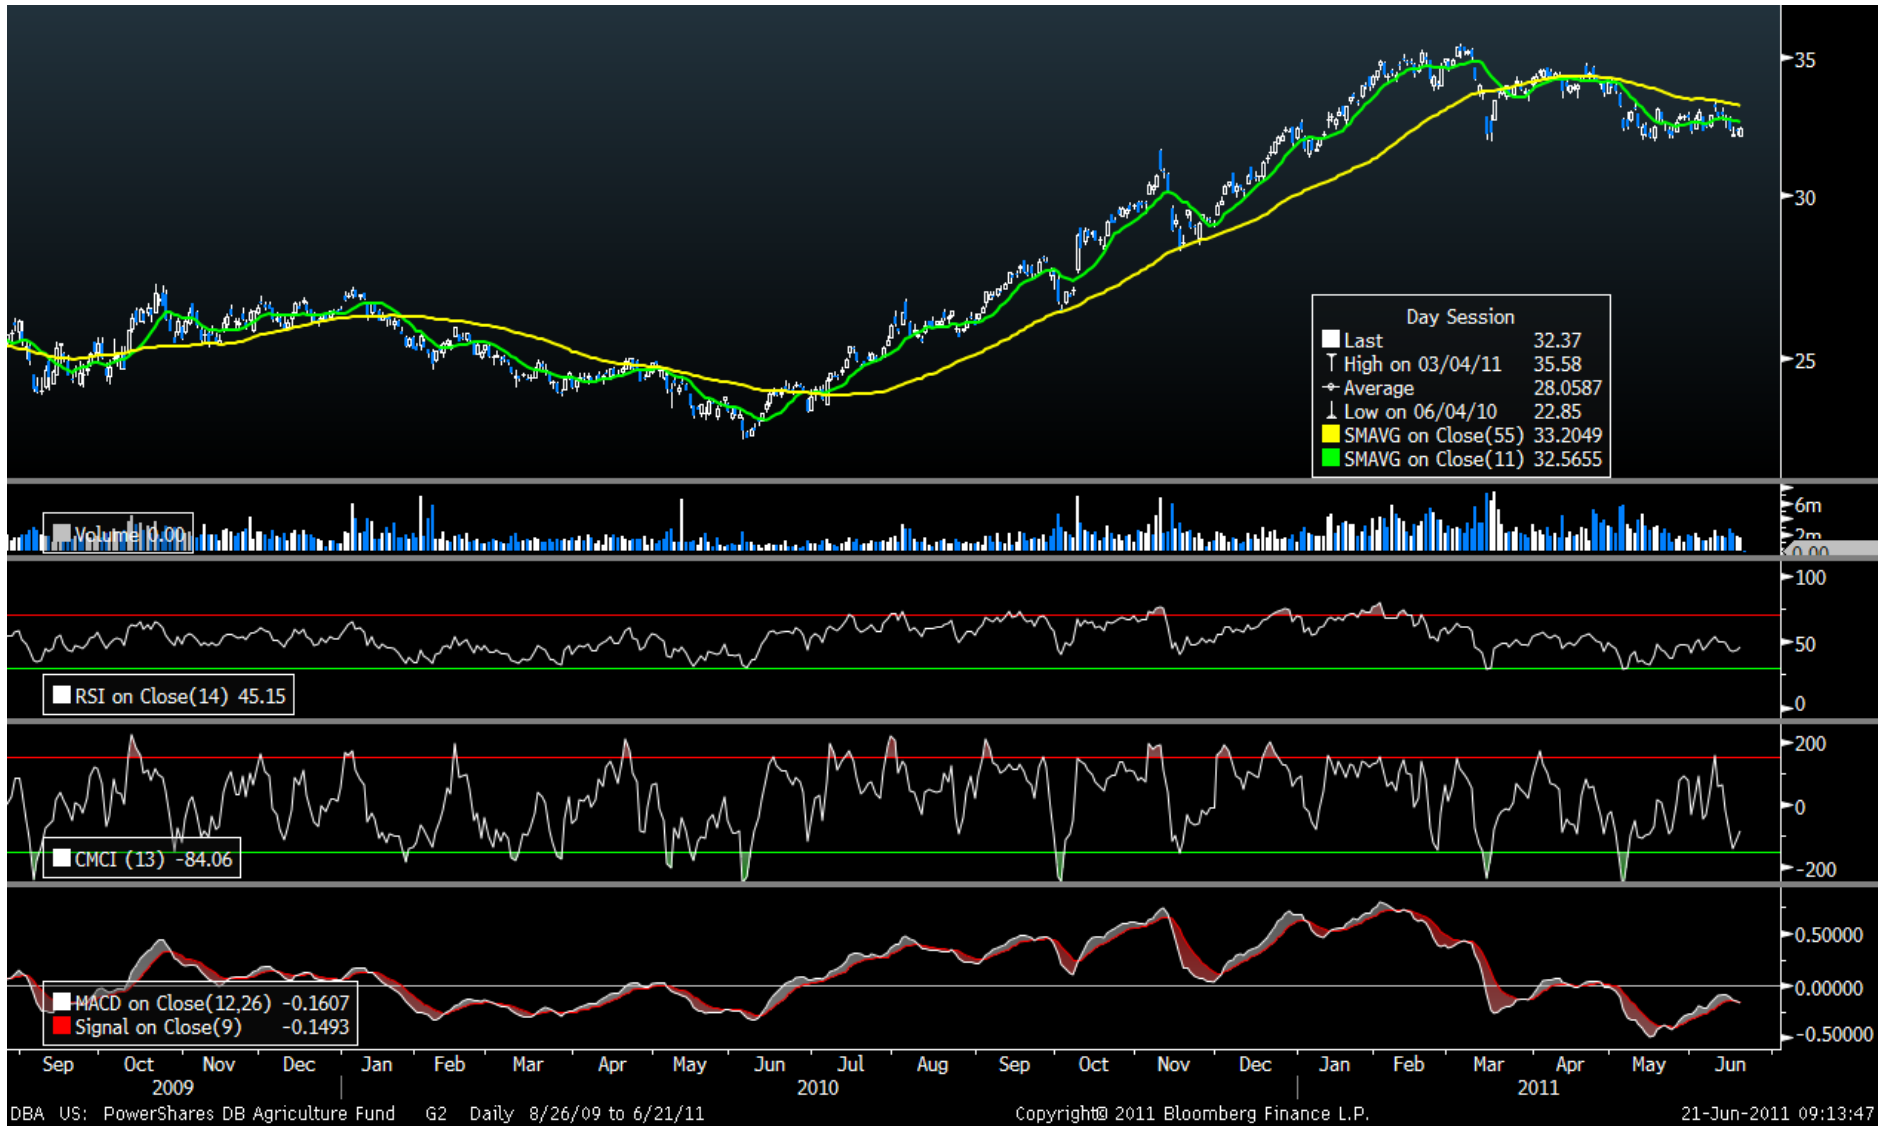 35
30
25
Day Session
Last 32.37
High on 03/04/11 35.58
Average 28.0587
Low on 06/04/10 22.85
SMAVG on Close(55) 33.2049
SMAVG on Close(11) 32.5655
6m
2m
0.00
Volume 0.00
100
50
0
RSI on Close(14) 45.15
200
0
-200
CMCI (13) -84.06
0.50000
0.00000
-0.50000
MACD on Close(12,26) -0.1607
Signal on Close(9) -0.1493
Sep Oct Nov Dec Jan Feb Mar Apr May Jun Jul Aug Sep Oct Nov Dec Jan Feb Mar Apr May Jun
2009 2010 2011
DBA US: PowerShares DB Agriculture Fund G2 Daily 8/26/09 to 6/21/11 Copyright© 2011 Bloomberg Finance L.P. 21-Jun-2011 09:13:47